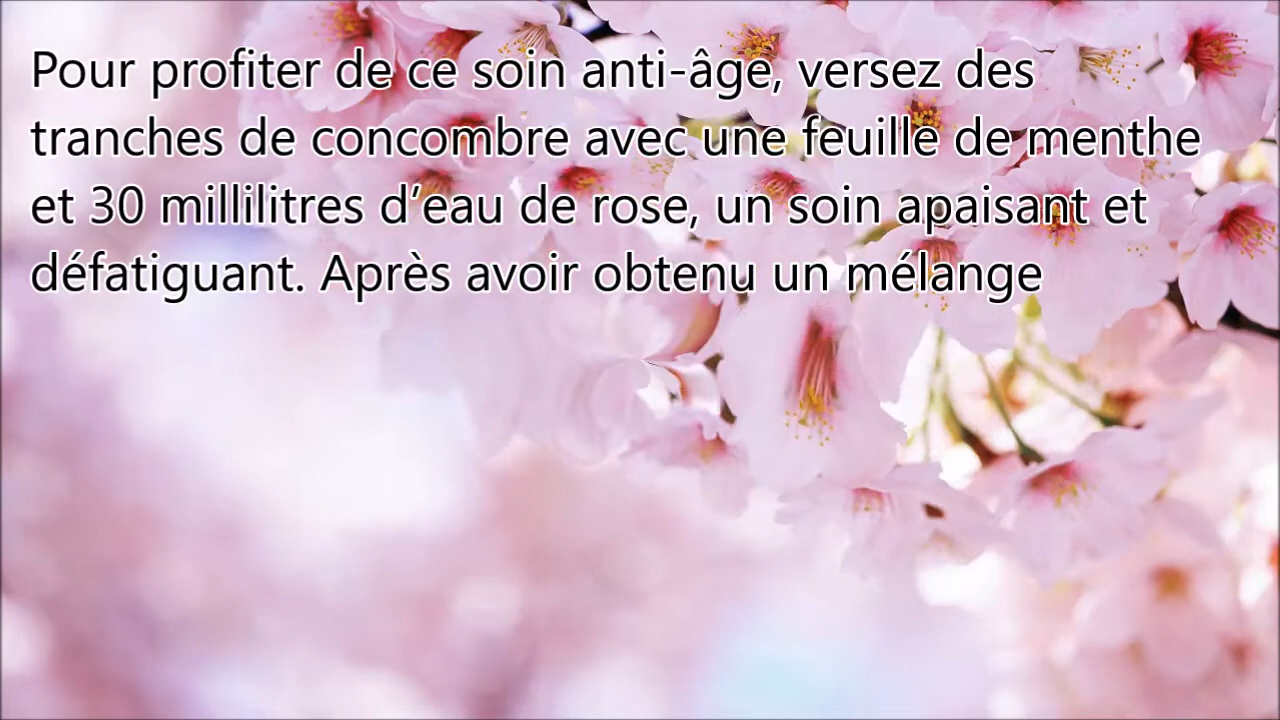 Pour profiter de ce soin anti-âge, versez des
tranches de concombre avec une feuille de menthe
et 30 millilitres d’eau de rose, un soin apaisant et
défatiguant. Après avoir obtenu un mélange